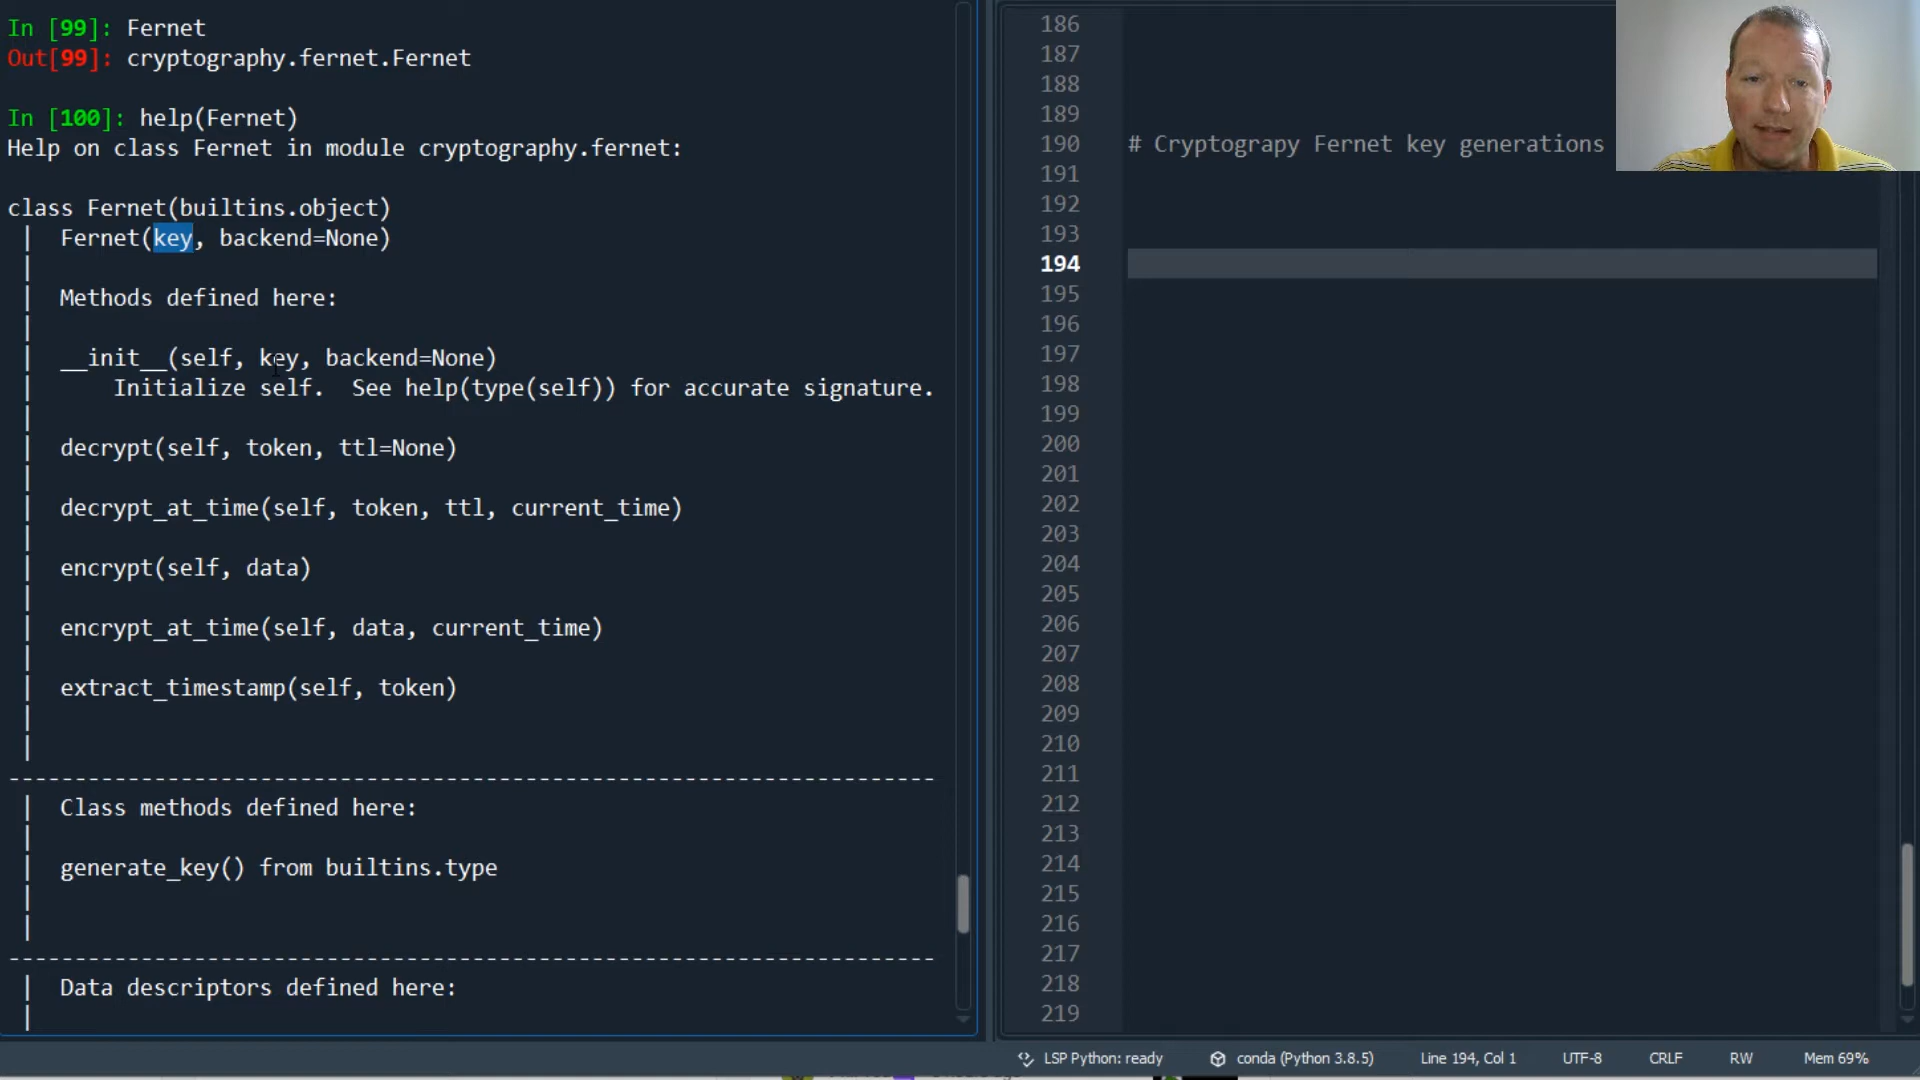 In [99]: Fernet
Out[99]: cryptography.fernet.Fernet
In [100]: help(Fernet)
Help on class Fernet in module cryptography.fernet:
class Fernet(builtins.object)
 |  Fernet(key, backend=None)
 |
 |  Methods defined here:
 |
 |  __init__(self, key, backend=None)
 |      Initialize self.  See help(type(self)) for accurate signature.
 |
 |  decrypt(self, token, ttl=None)
 |
 |  decrypt_at_time(self, token, ttl, current_time)
 |
 |  encrypt(self, data)
 |
 |  encrypt_at_time(self, data, current_time)
 |
 |  extract_timestamp(self, token)
 |
 |
----------------------------------------------------------------------
 |  Class methods defined here:
 |
 |  generate_key() from builtins.type
 |
 |
----------------------------------------------------------------------
 |  Data descriptors defined here:
 |
186
187
188
189
190 # Cryptograpy Fernet key generations
191
192
193
194
195
196
197
198
199
200
201
202
203
204
205
206
207
208
209
210
211
212
213
214
215
216
217
218
219
LSP Python: ready conda (Python 3.8.5) Line 194, Col 1 UTF-8 CRLF RW Mem 69%